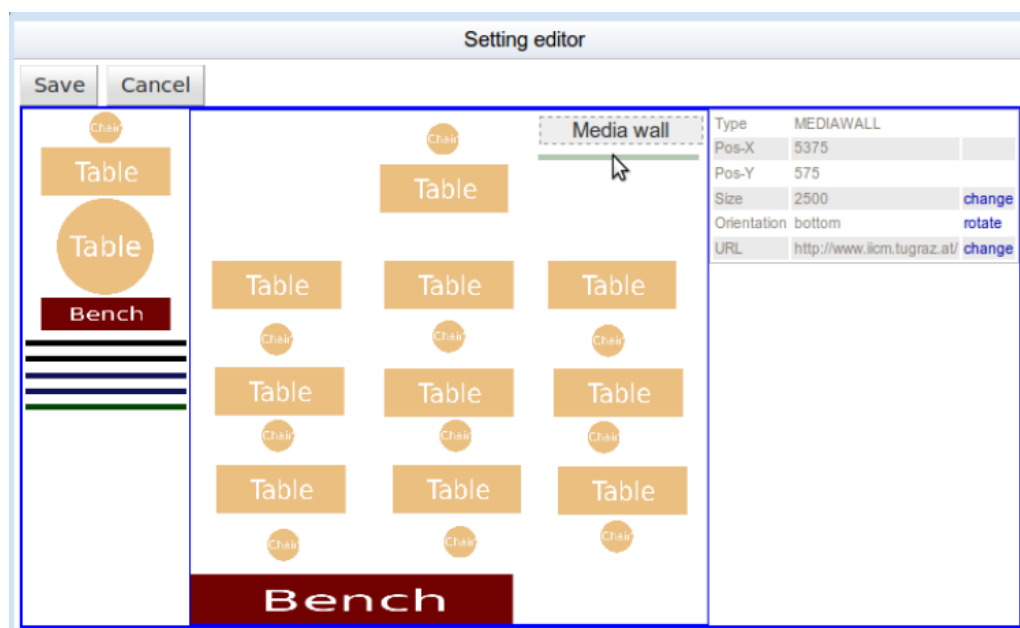 Setting editor
Save Cancel
Chair
Table
Table
Bench
Chair
Table
Media wall
Table Table Table
Chair Chair Chair
Table Table Table
Chair Chair Chair
Table Table Table
Chair Chair Chair
Bench
Type MEDIAWALL
Pos-X 5375
Pos-Y 575
Size 2500 change
Orientation bottom rotate
URL http://www.iicm.tugraz.at/ change